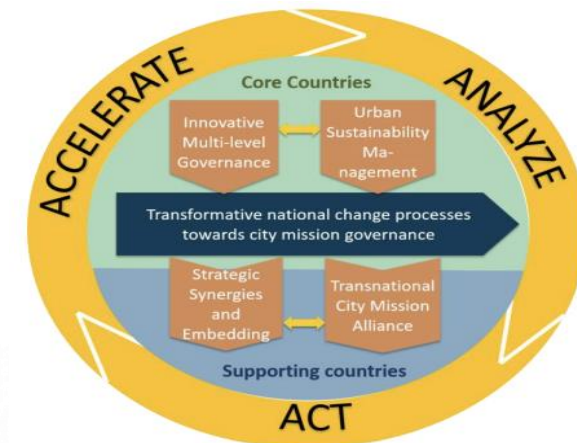 ACCELERATE
ANALYZE
Core Countries
Innovative
Multi-level
Governance
Urban
Sustainability
Ma-
nagement
Transformative national change processes
towards city mission governance
Strategic
Synergies
and
Embedding
Transnational
City Mission
Alliance
Supporting countries
ACT